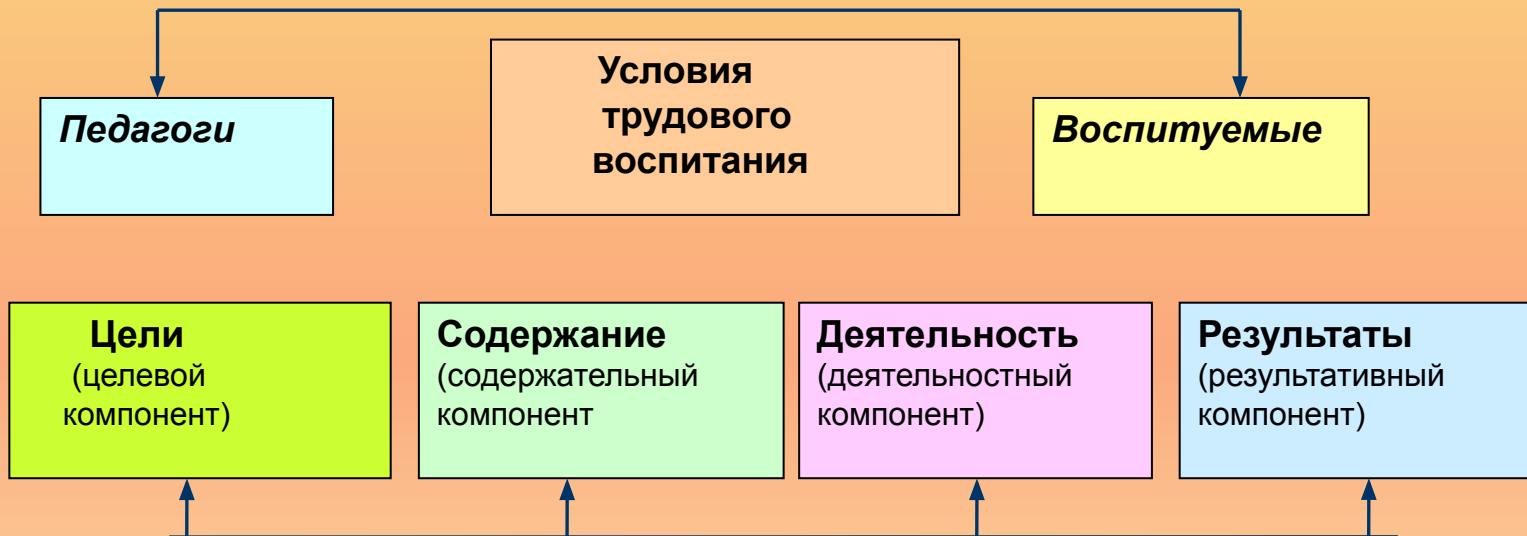 Педагоги
Условия
трудового
воспитания
Воспитуемые
Цели
(целевой
компонент)
Содержание
(содержательный
компонент
Деятельность
(деятельностный
компонент)
Результаты
(результативный
компонент)